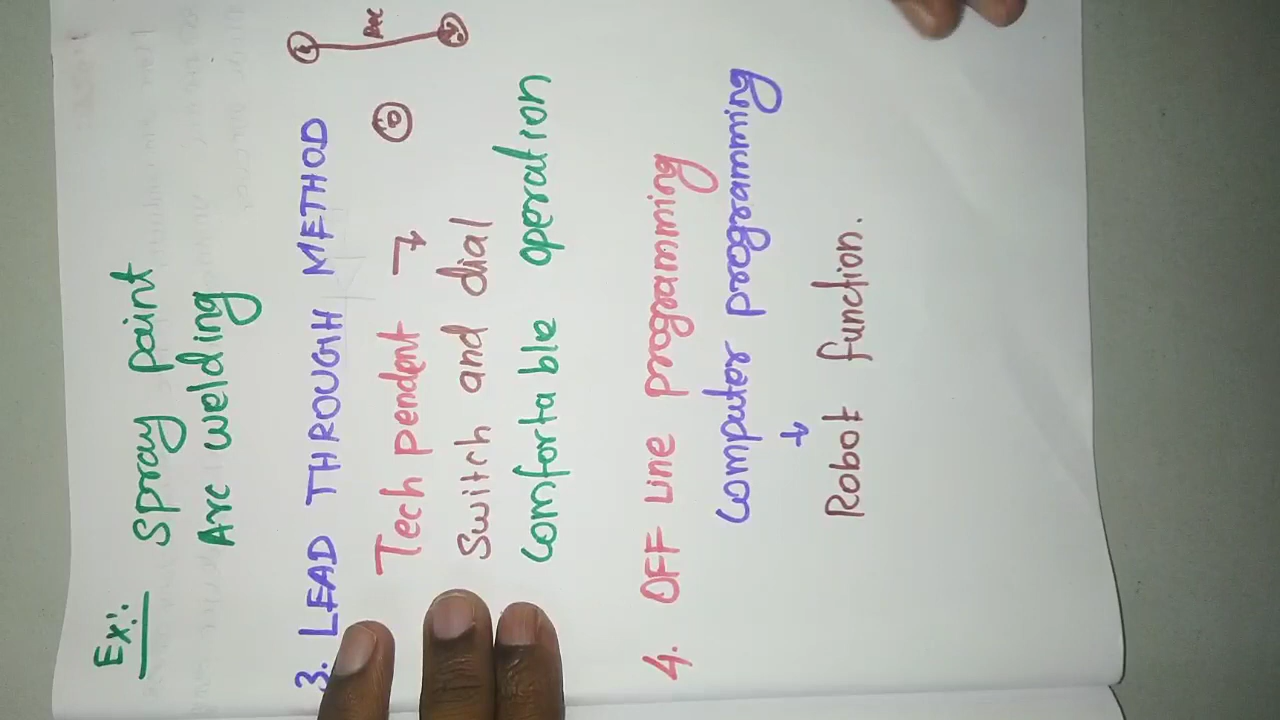 Ex:- Spray paint
Arc welding
3. LEAD THROUGH METHOD
Tech pendent →
Switch and dial
Comfortable operation
4. OFF Line programming
Computer programming
↓
Robot function.